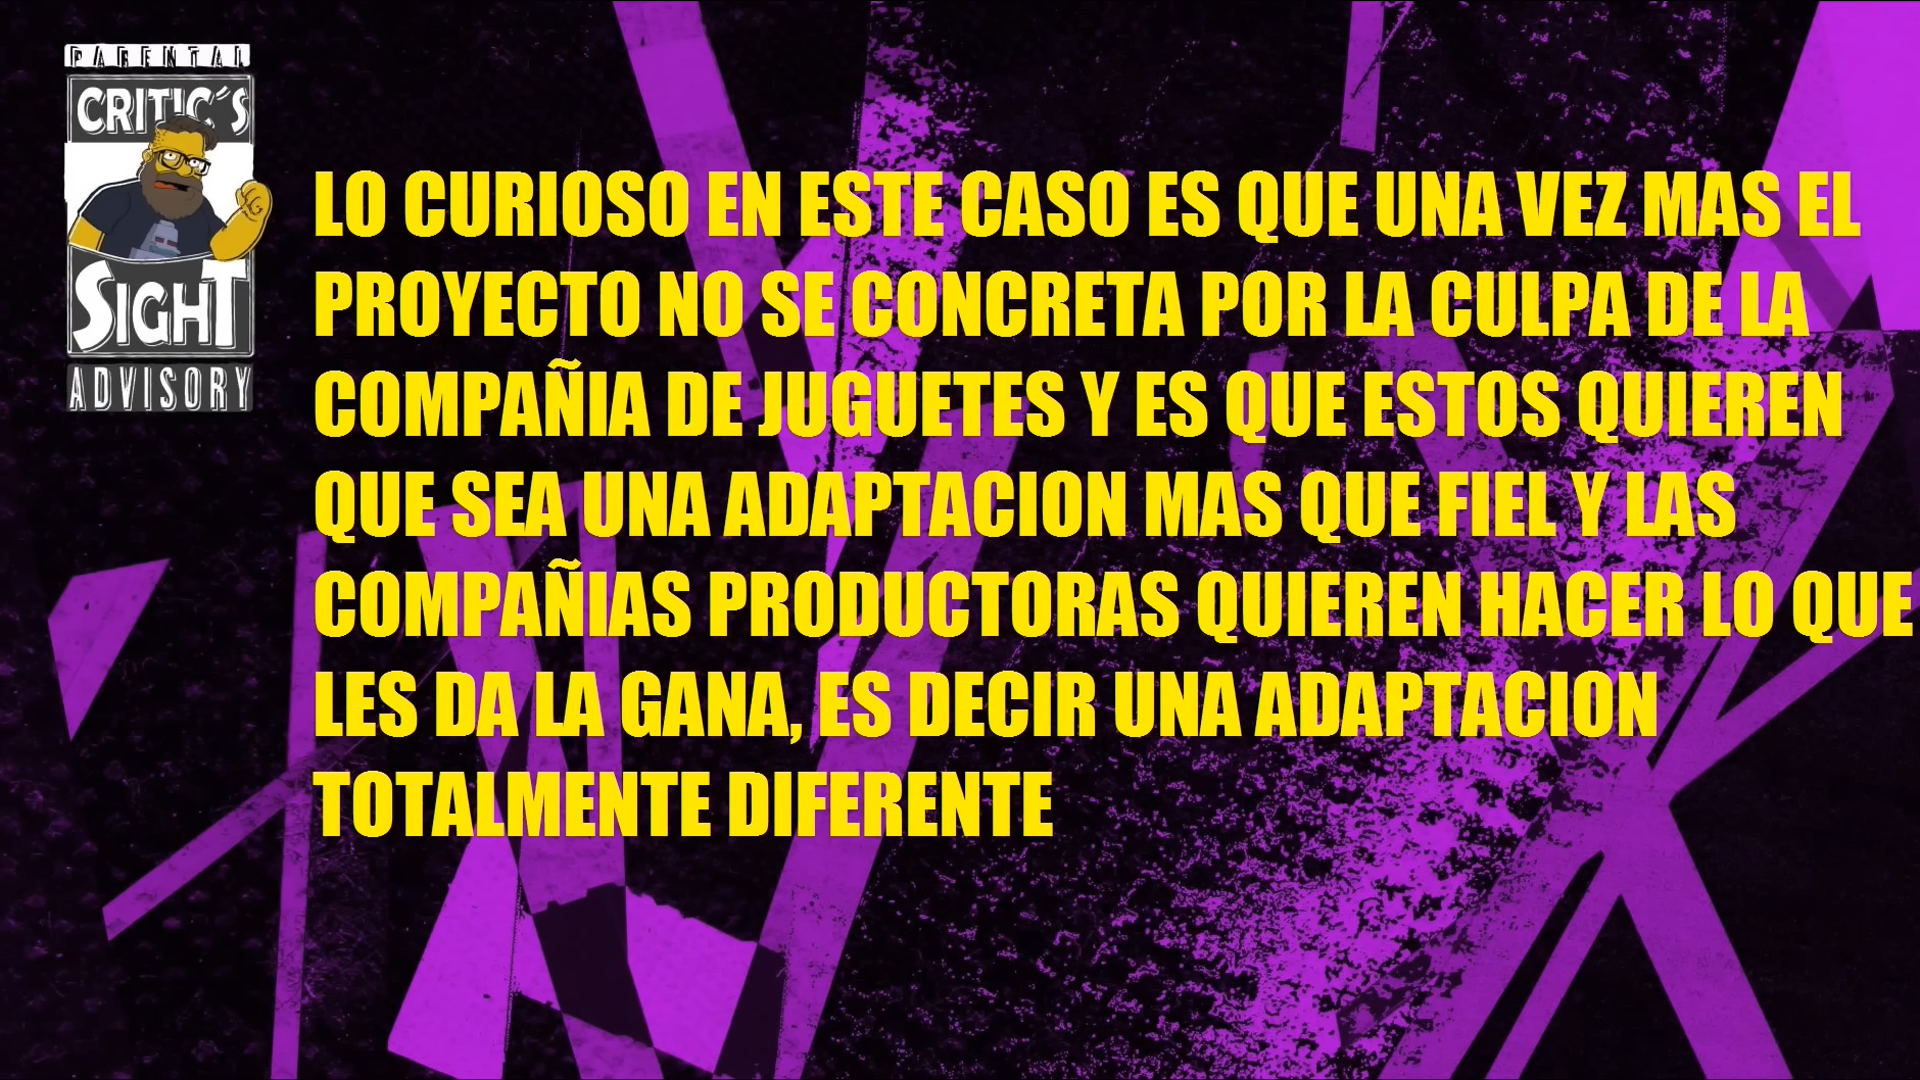 PARENTAL
CRITIC´S
SIGHT
ADVISORY
LO CURIOSO EN ESTE CASO ES QUE UNA VEZ MAS EL
PROYECTO NO SE CONCRETA POR LA CULPA DE LA
COMPAÑIA DE JUGUETES Y ES QUE ESTOS QUIEREN
QUE SEA UNA ADAPTACION MAS QUE FIEL Y LAS
COMPAÑIAS PRODUCTORAS QUIEREN HACER LO QUE
LES DA LA GANA, ES DECIR UNA ADAPTACION
TOTALMENTE DIFERENTE